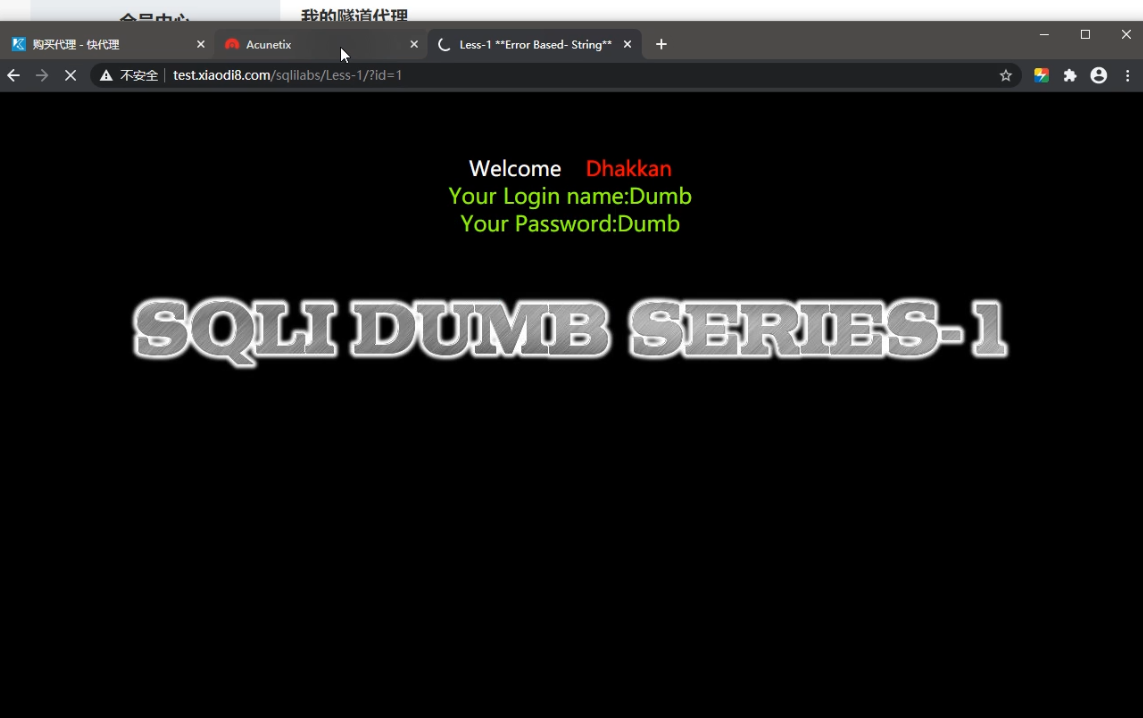 会员中心 我的隧道代理
购买代理 - 快代理 Acunetix Less-1 **Error Based- String**
不安全 test.xiaodi8.com/sqlilabs/Less-1/?id=1
Welcome Dhakkan
Your Login name:Dumb
Your Password:Dumb
SQLI DUMB SERIES-1